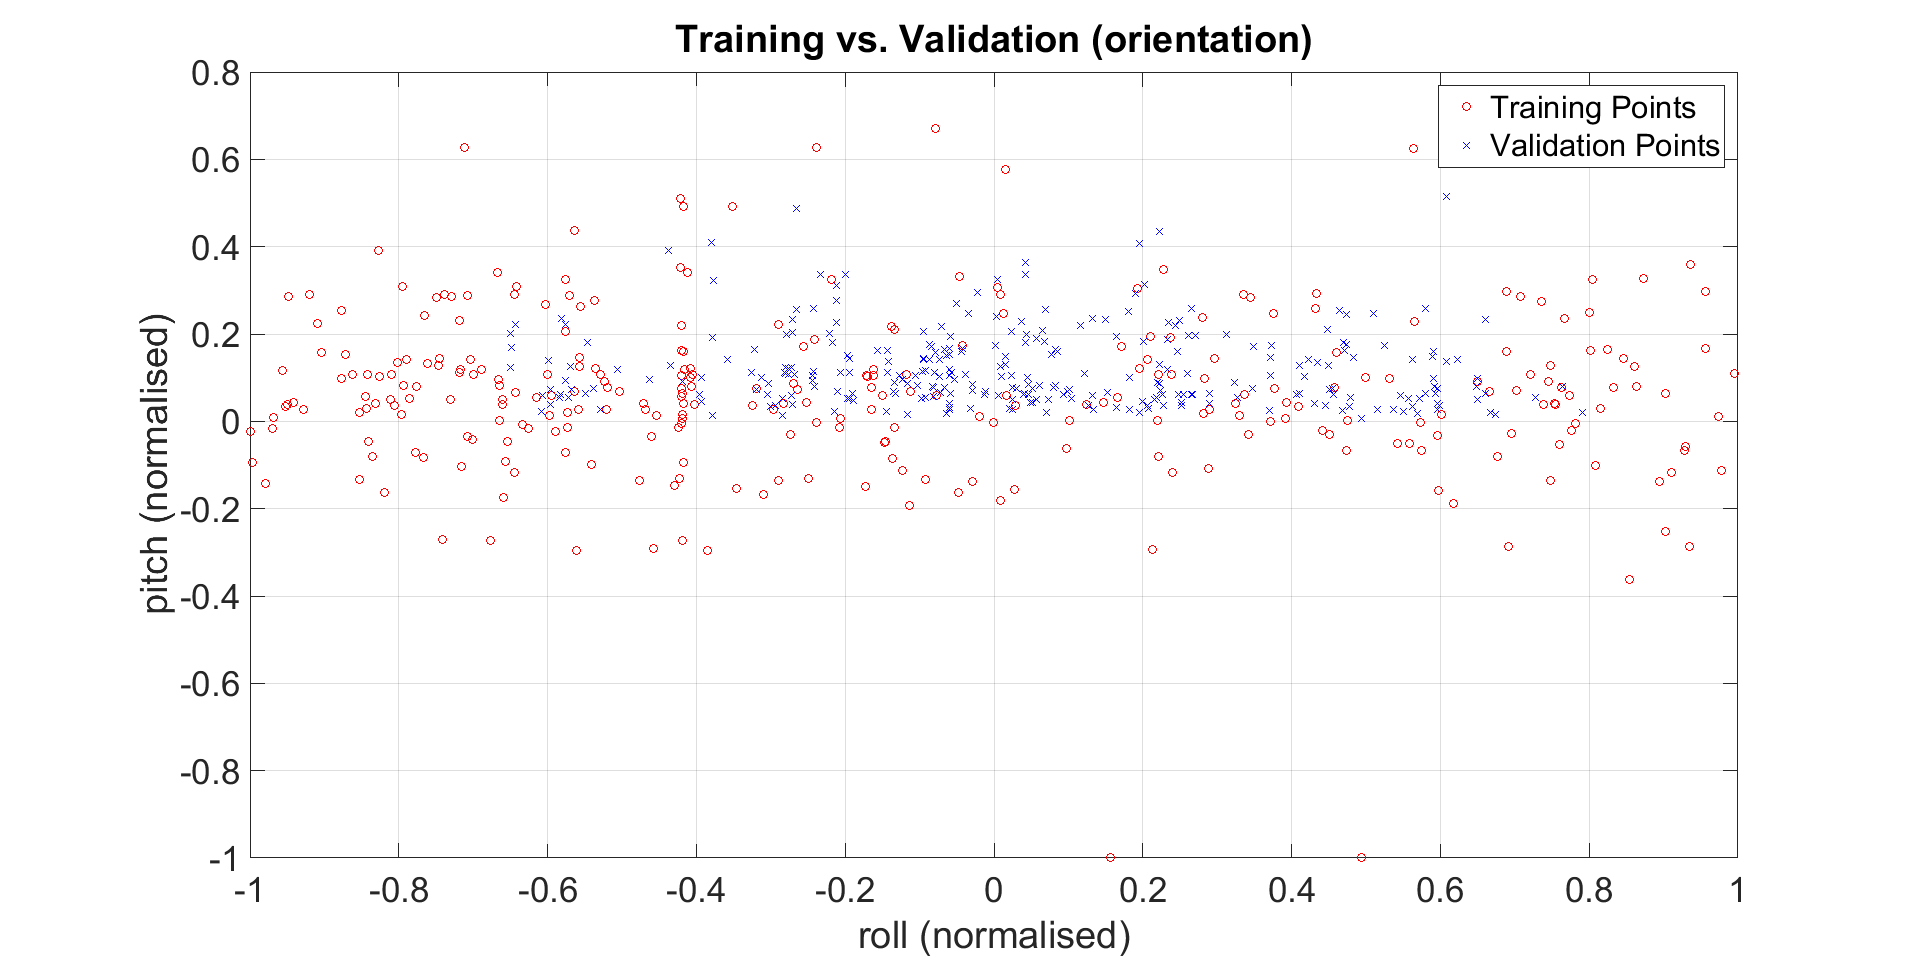 Training vs. Validation (orientation)
Training Points
Validation Points
0.8
0.6
0.4
0.2
0
-0.2
-0.4
-0.6
-0.8
-1
pitch (normalised)
-1 -0.8 -0.6 -0.4 -0.2 0 0.2 0.4 0.6 0.8 1
roll (normalised)